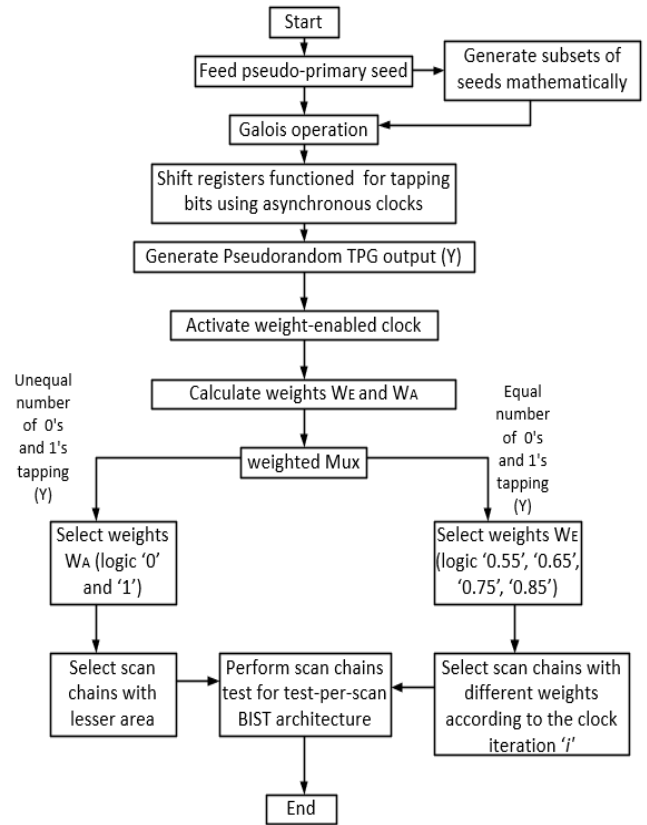 Start
Feed pseudo-primary seed
Generate subsets of
seeds mathematically
Galois operation
Shift registers functioned for tapping
bits using asynchronous clocks
Generate Pseudorandom TPG output (Y)
Activate weight-enabled clock
Calculate weights WE and WA
Unequal
number
of 0's
and 1's
tapping
(Y)
Equal
number
of 0's
and 1's
tapping
(Y)
weighted Mux
Select weights
WA (logic ‘0’
and ‘1’)
Select weights WE
(logic ‘0.55’, ‘0.65’,
‘0.75’, ‘0.85’)
Select scan
chains with
lesser area
Perform scan chains
test for test-per-scan
BIST architecture
Select scan chains with
different weights
according to the clock
iteration ‘i’
End